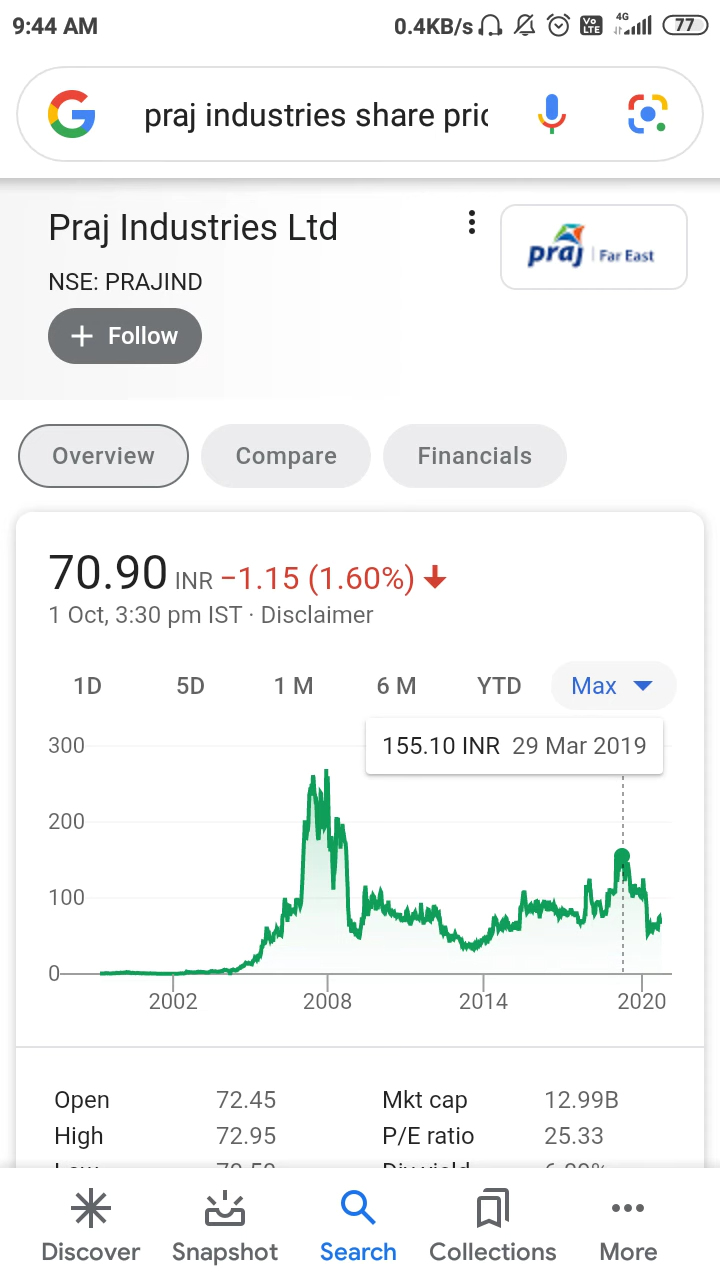 9:44 AM 0.4KB/s Vo LTE 4G 77
G praj industries share pric
Praj Industries Ltd
praj | Far East
NSE: PRAJIND
+ Follow
Overview Compare Financials
70.90 INR −1.15 (1.60%)
1 Oct, 3:30 pm IST · Disclaimer
1D 5D 1 M 6 M YTD Max
155.10 INR 29 Mar 2019
300
200
100
0
2002 2008 2014 2020
Open 72.45 Mkt cap 12.99B
High 72.95 P/E ratio 25.33
Discover Snapshot Search Collections More